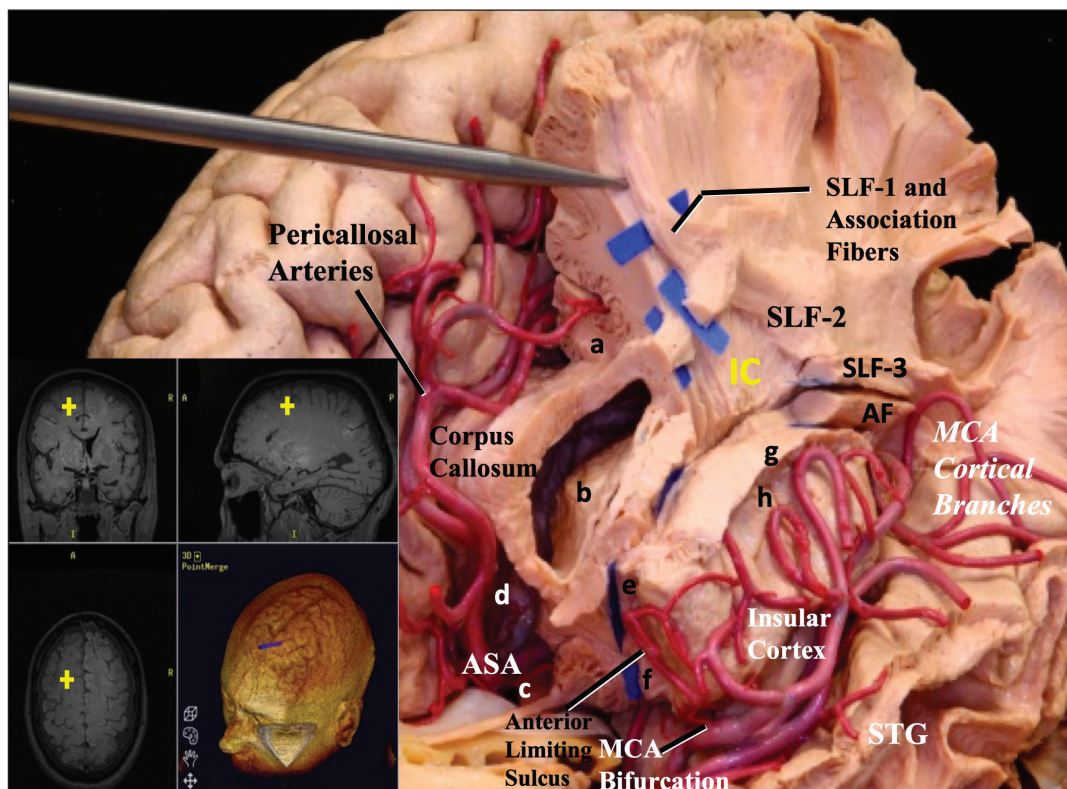 SLF-1 and
Association
Fibers
Pericallosal
Arteries
SLF-2
a
IC
SLF-3
AF
R
A
P
Corpus
Callosum
MCA
Cortical
Branches
g
h
b
I
I
A
3D
PointMerge
e
d
Insular
Cortex
ASA
R
c
f
Anterior
Limiting
Sulcus
MCA
Bifurcation
STG